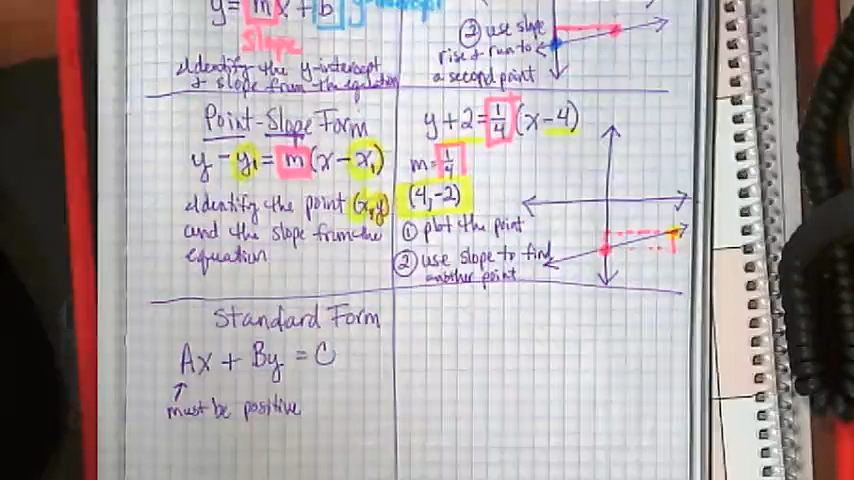 y = mx + b y-intercept
slope
Identify the y-intercept
+ slope from the equation
② use slope
rise + run to
a second point
Point-Slope Form
y - y₁ = m(x - x₁)
Identify the point (x,y)
and the slope from the
equation
y + 2 = 1/4 (x - 4)
m = 1/4
(4, -2)
① plot the point
② use slope to find
another point
Standard Form
Ax + By = C
↑
must be positive